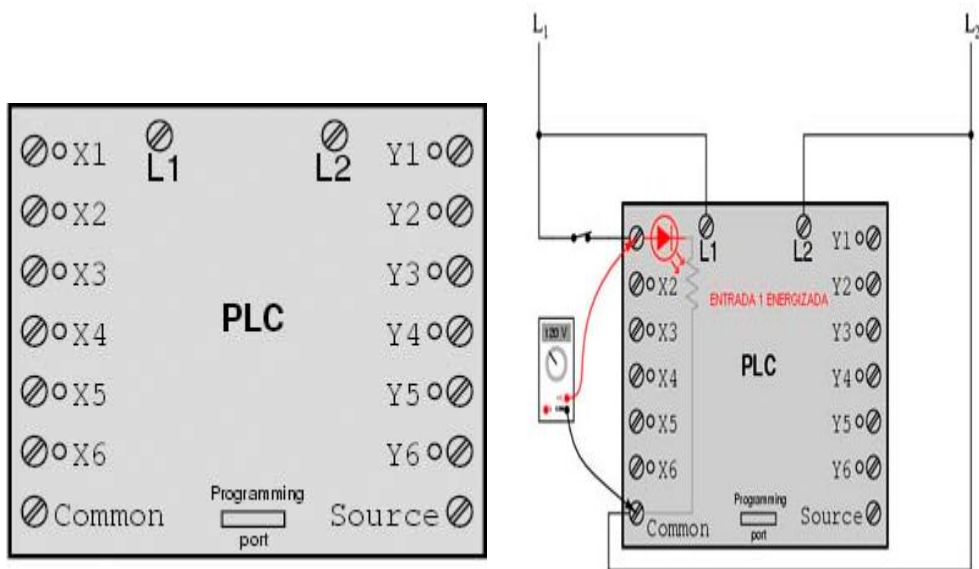 X1
L1
L2
Y1
X2
Y2
X3
Y3
PLC
X4
Y4
X5
Y5
X6
Y6
Programming
port
Common
Source
L1
L2
L1
L2
Y1
X2
ENTRADA 1 ENERGIZADA
Y2
120 V
X3
Y3
PLC
X4
Y4
X5
Y5
X6
Y6
Programming
port
Common
Source